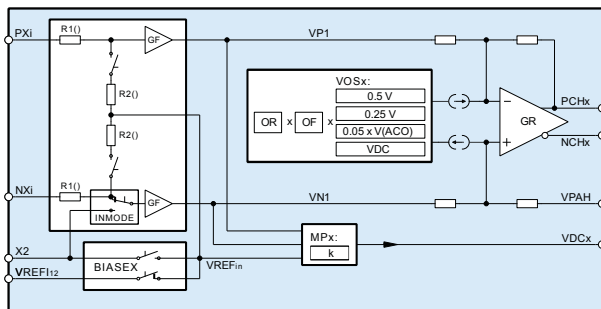 PXi
R1()
GF
VP1
R2()
R2()
VOSx:
0.5 V
0.25 V
0.05 x V(ACO)
VDC
OR x OF x
GR
PCHx
NCHx
NXi
R1()
INMODE
GF
VN1
VPAH
X2
VREFI12
BIASEX
VREFin
MPx:
k
VDCx